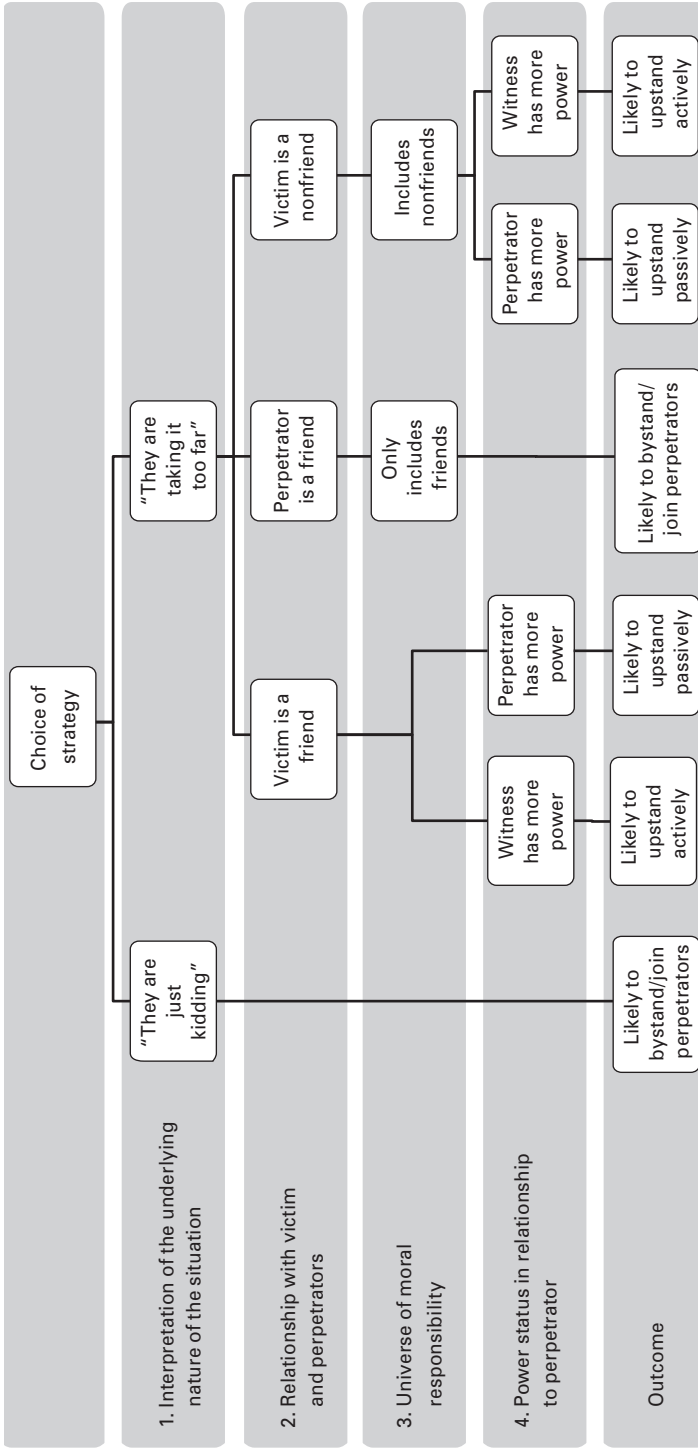 Choice of
strategy
1. Interpretation of the underlying
nature of the situation
“They are
just
kidding”
“They are
taking it
too far”
2. Relationship with victim
and perpetrators
Victim is a
friend
Perpetrator
is a friend
Victim is a
nonfriend
3. Universe of moral
responsibility
Only
includes
friends
Includes
nonfriends
4. Power status in relationship
to perpetrator
Witness
has more
power
Perpetrator
has more
power
Perpetrator
has more
power
Witness
has more
power
Outcome
Likely to
bystand/join
perpetrators
Likely to
upstand
actively
Likely to
upstand
passively
Likely to bystand/
join perpetrators
Likely to
upstand
passively
Likely to
upstand
actively